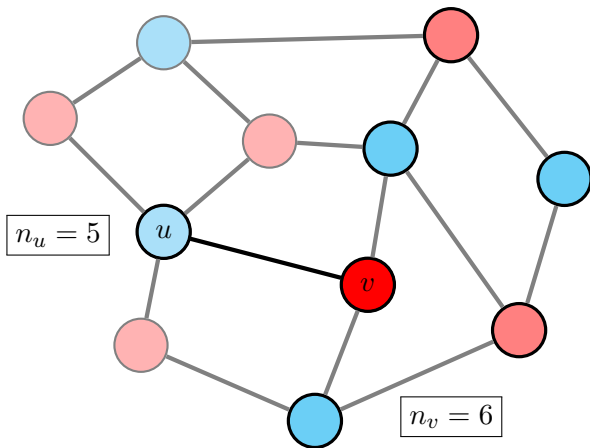 u
n_u = 5
v
n_v = 6